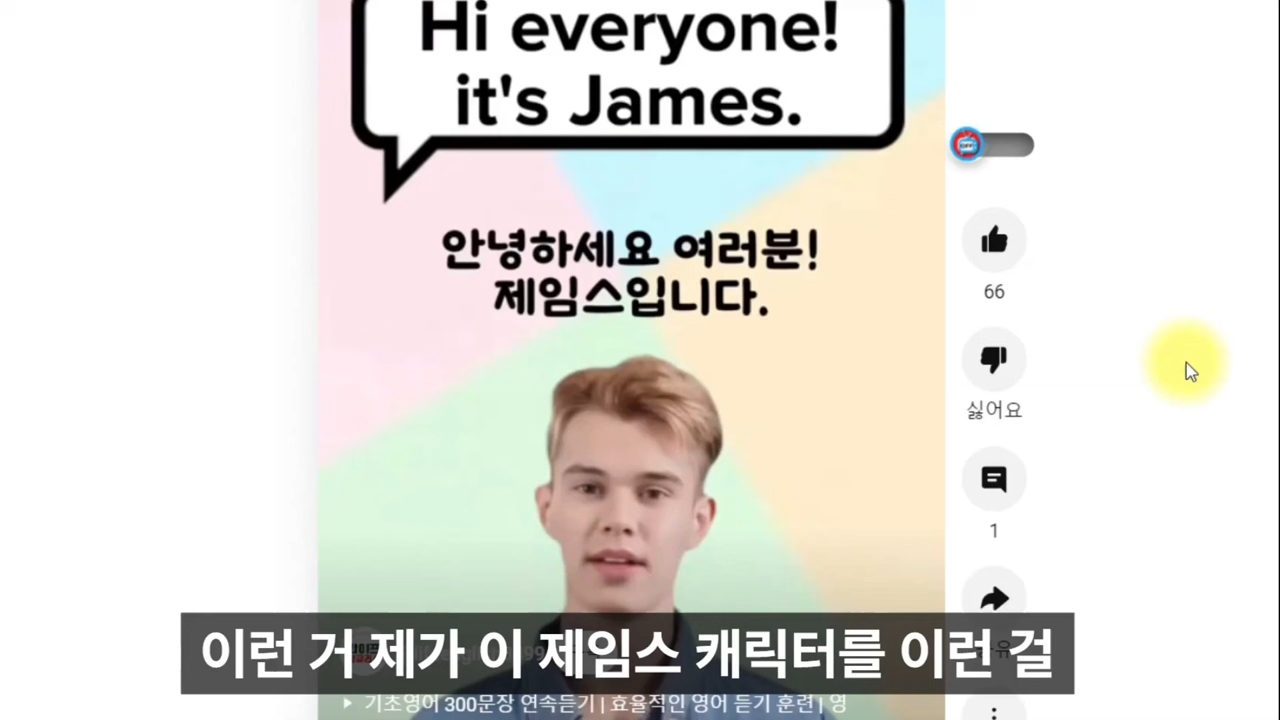 Hi everyone!
it's James.
안녕하세요 여러분!
제임스입니다.
66
싫어요
1
이런 거 제가 이 제임스 캐릭터를 이런 걸
기초영어 300문장 연속듣기 | 효율적인 영어 듣기 훈련 | 영